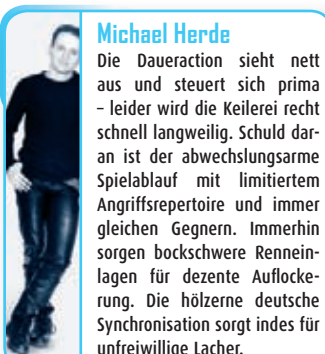 Michael Herde
Die Daueraction sieht nett
aus und steuert sich prima
– leider wird die Keilerei recht
schnell langweilig. Schuld dar-
an ist der abwechslungsarme
Spielablauf mit limitiertem
Angriffsrepertoire und immer
gleichen Gegnern. Immerhin
sorgen bockschwere Rennein-
lagen für dezente Auflocke-
rung. Die hölzerne deutsche
Synchronisation sorgt indes für
unfreiwillige Lacher.